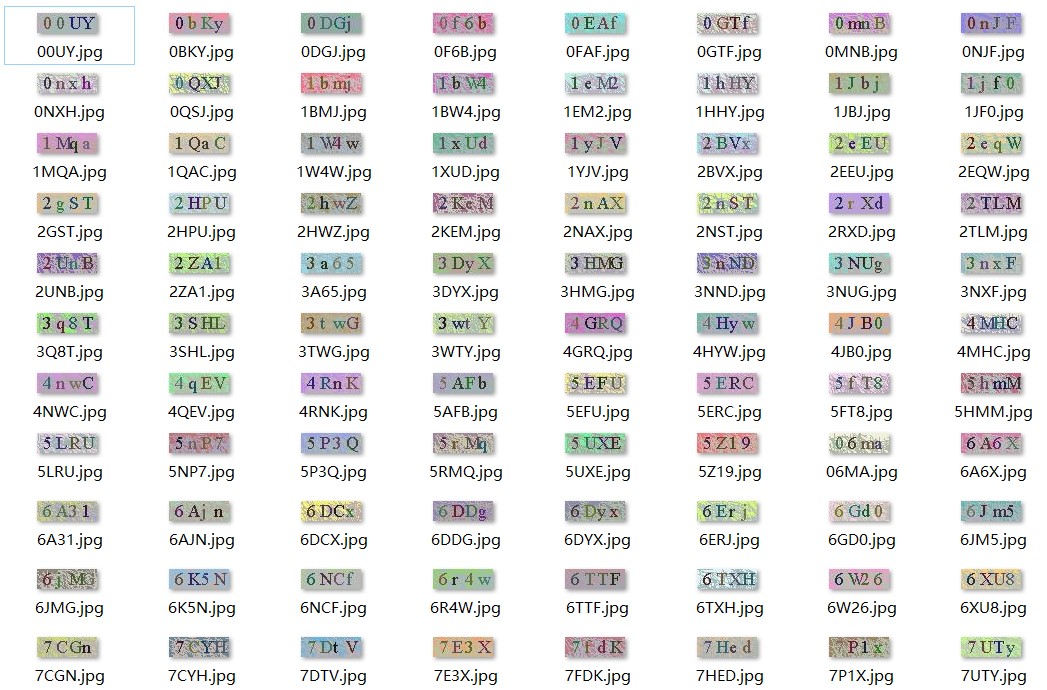 0 0 UY 0 b Ky 0 DGj 0 f 6 b 0 EAf 0 GTf 0 mn B 0 nJ F
00UY.jpg 0BKY.jpg 0DGJ.jpg 0F6B.jpg 0FAF.jpg 0GTF.jpg 0MNB.jpg 0NJF.jpg
0 n x h 0 QXJ 1 b mj 1 b W4 1 e M2 1 h HY 1 J b j 1 j f 0
0NXH.jpg 0QSJ.jpg 1BMJ.jpg 1BW4.jpg 1EM2.jpg 1HHY.jpg 1JBJ.jpg 1JF0.jpg
1 Mq a 1 Qa C 1 W4 w 1 x Ud 1 y J V 2 BVx 2 e EU 2 e q W
1MQA.jpg 1QAC.jpg 1W4W.jpg 1XUD.jpg 1YJV.jpg 2BVX.jpg 2EEU.jpg 2EQW.jpg
2 g S T 2 HPU 2 h wZ 2 Ke M 2 n AX 2 n ST 2 r Xd 2 TLM
2GST.jpg 2HPU.jpg 2HWZ.jpg 2KEM.jpg 2NAX.jpg 2NST.jpg 2RXD.jpg 2TLM.jpg
2 Un B 2 ZA1 3 a 6 5 3 Dy X 3 HMG 3 n ND 3 NUg 3 n x F
2UNB.jpg 2ZA1.jpg 3A65.jpg 3DYX.jpg 3HMG.jpg 3NND.jpg 3NUG.jpg 3NXF.jpg
3 q 8 T 3 S HL 3 t wG 3 wt Y 4 GRQ 4 Hy w 4 J B0 4 MHC
3Q8T.jpg 3SHL.jpg 3TWG.jpg 3WTY.jpg 4GRQ.jpg 4HYW.jpg 4JB0.jpg 4MHC.jpg
4 n wC 4 q EV 4 Rn K 5 AFb 5 EFU 5 ERC 5 f T8 5 h mM
4NWC.jpg 4QEV.jpg 4RNK.jpg 5AFB.jpg 5EFU.jpg 5ERC.jpg 5FT8.jpg 5HMM.jpg
5 LRU 5 n P7 5 P3 Q 5 r Mq 5 UXE 5 Z1 9 0 6 ma 6 A6 X
5LRU.jpg 5NP7.jpg 5P3Q.jpg 5RMQ.jpg 5UXE.jpg 5Z19.jpg 06MA.jpg 6A6X.jpg
6 A3 1 6 Aj n 6 DCx 6 DDg 6 Dy x 6 Er j 6 Gd 0 6 J m5
6A31.jpg 6AJN.jpg 6DCX.jpg 6DDG.jpg 6DYX.jpg 6ERJ.jpg 6GD0.jpg 6JM5.jpg
6 j MG 6 K5 N 6 NCf 6 r 4 w 6 TTF 6 TXH 6 W2 6 6 XU8
6JMG.jpg 6K5N.jpg 6NCF.jpg 6R4W.jpg 6TTF.jpg 6TXH.jpg 6W26.jpg 6XU8.jpg
7 CGn 7 CYH 7 Dt V 7 E3 X 7 f d K 7 He d 7 P1 x 7 UTy
7CGN.jpg 7CYH.jpg 7DTV.jpg 7E3X.jpg 7FDK.jpg 7HED.jpg 7P1X.jpg 7UTY.jpg